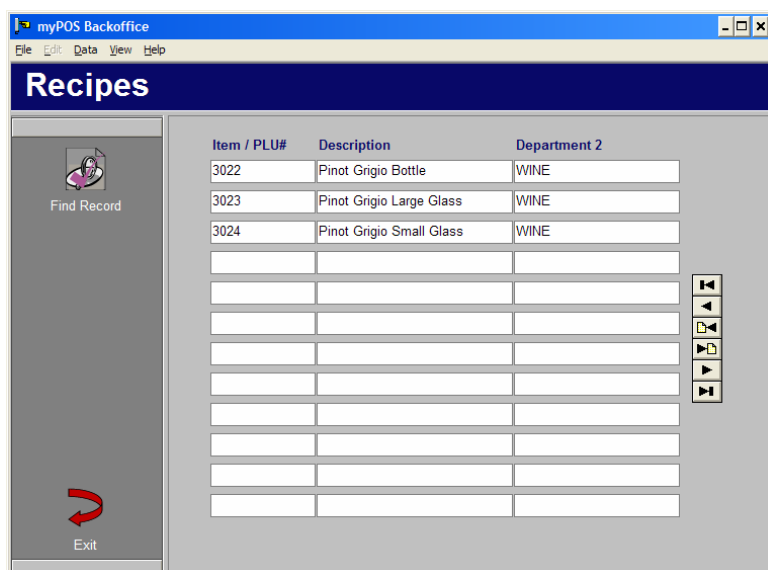 myPOS Backoffice
File Edit Data View Help
Recipes
Item / PLU# Description Department 2
3022 Pinot Grigio Bottle WINE
3023 Pinot Grigio Large Glass WINE
3024 Pinot Grigio Small Glass WINE
Find Record
Exit